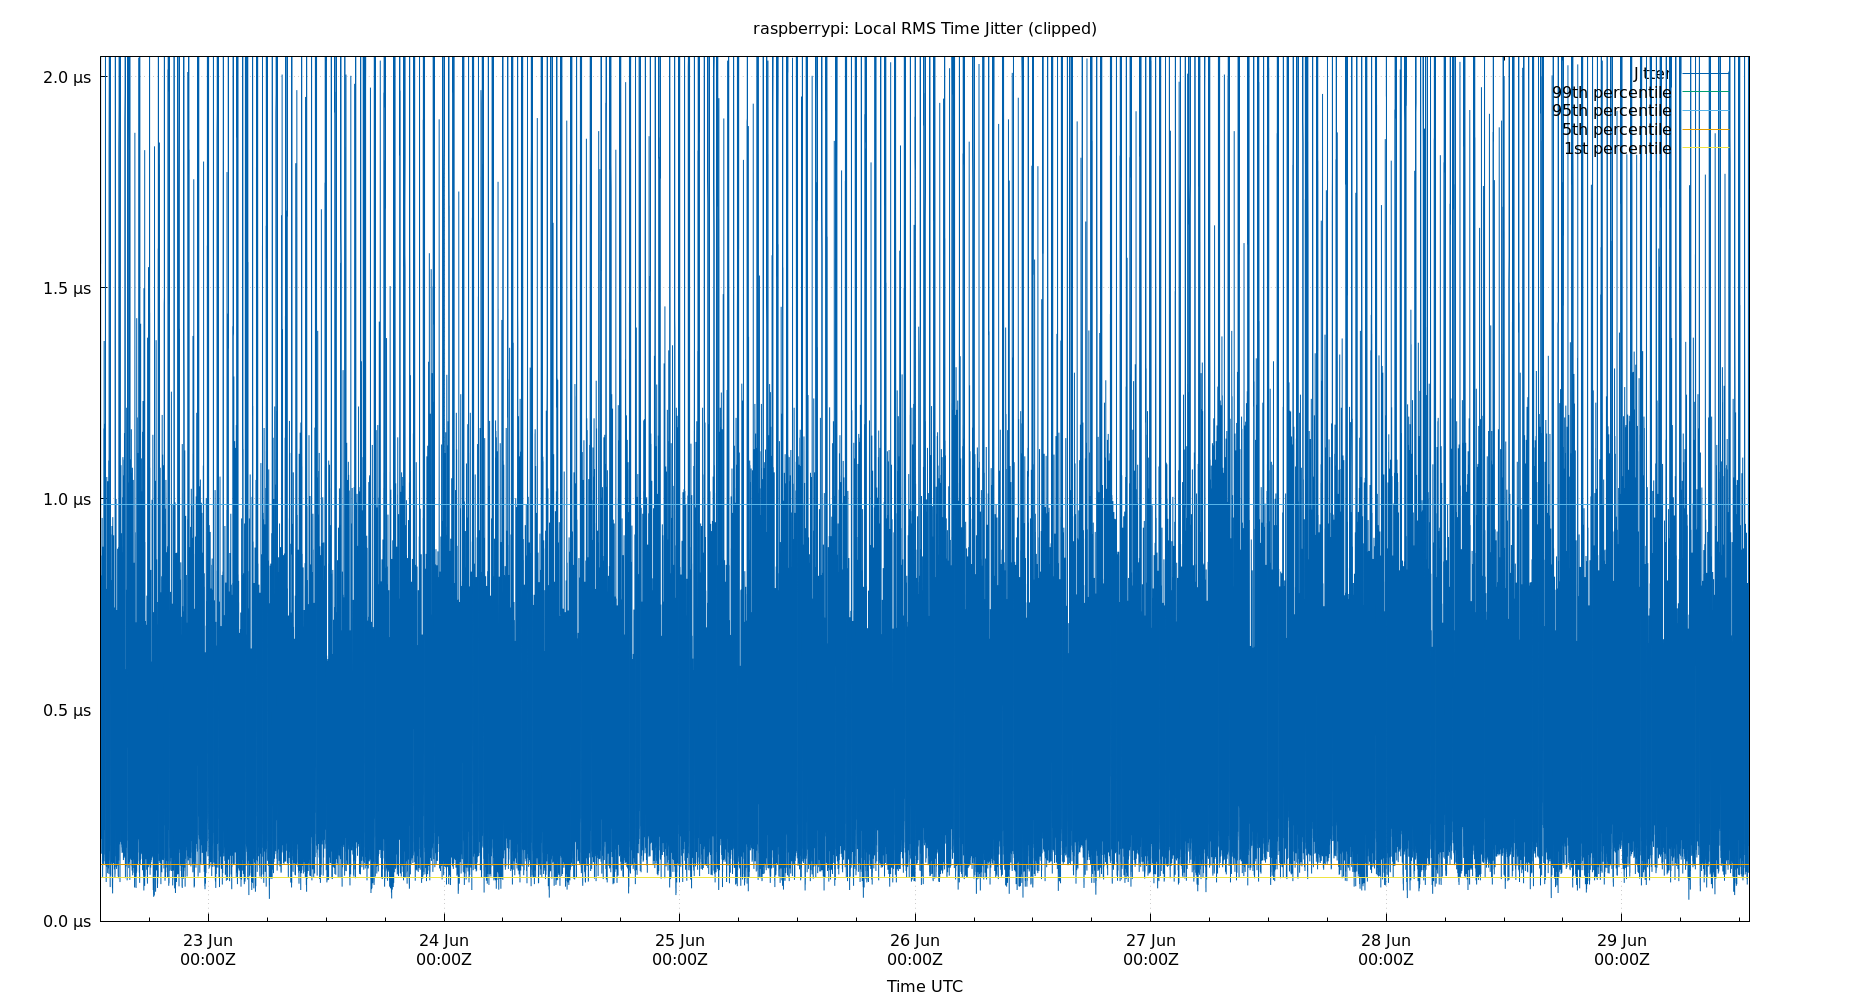 raspberrypi: Local RMS Time Jitter (clipped)
2.0 µs
1.5 µs
1.0 µs
0.5 µs
0.0 µs
Jitter
99th percentile
95th percentile
5th percentile
1st percentile
23 Jun
00:00Z
24 Jun
00:00Z
25 Jun
00:00Z
26 Jun
00:00Z
27 Jun
00:00Z
28 Jun
00:00Z
29 Jun
00:00Z
Time UTC